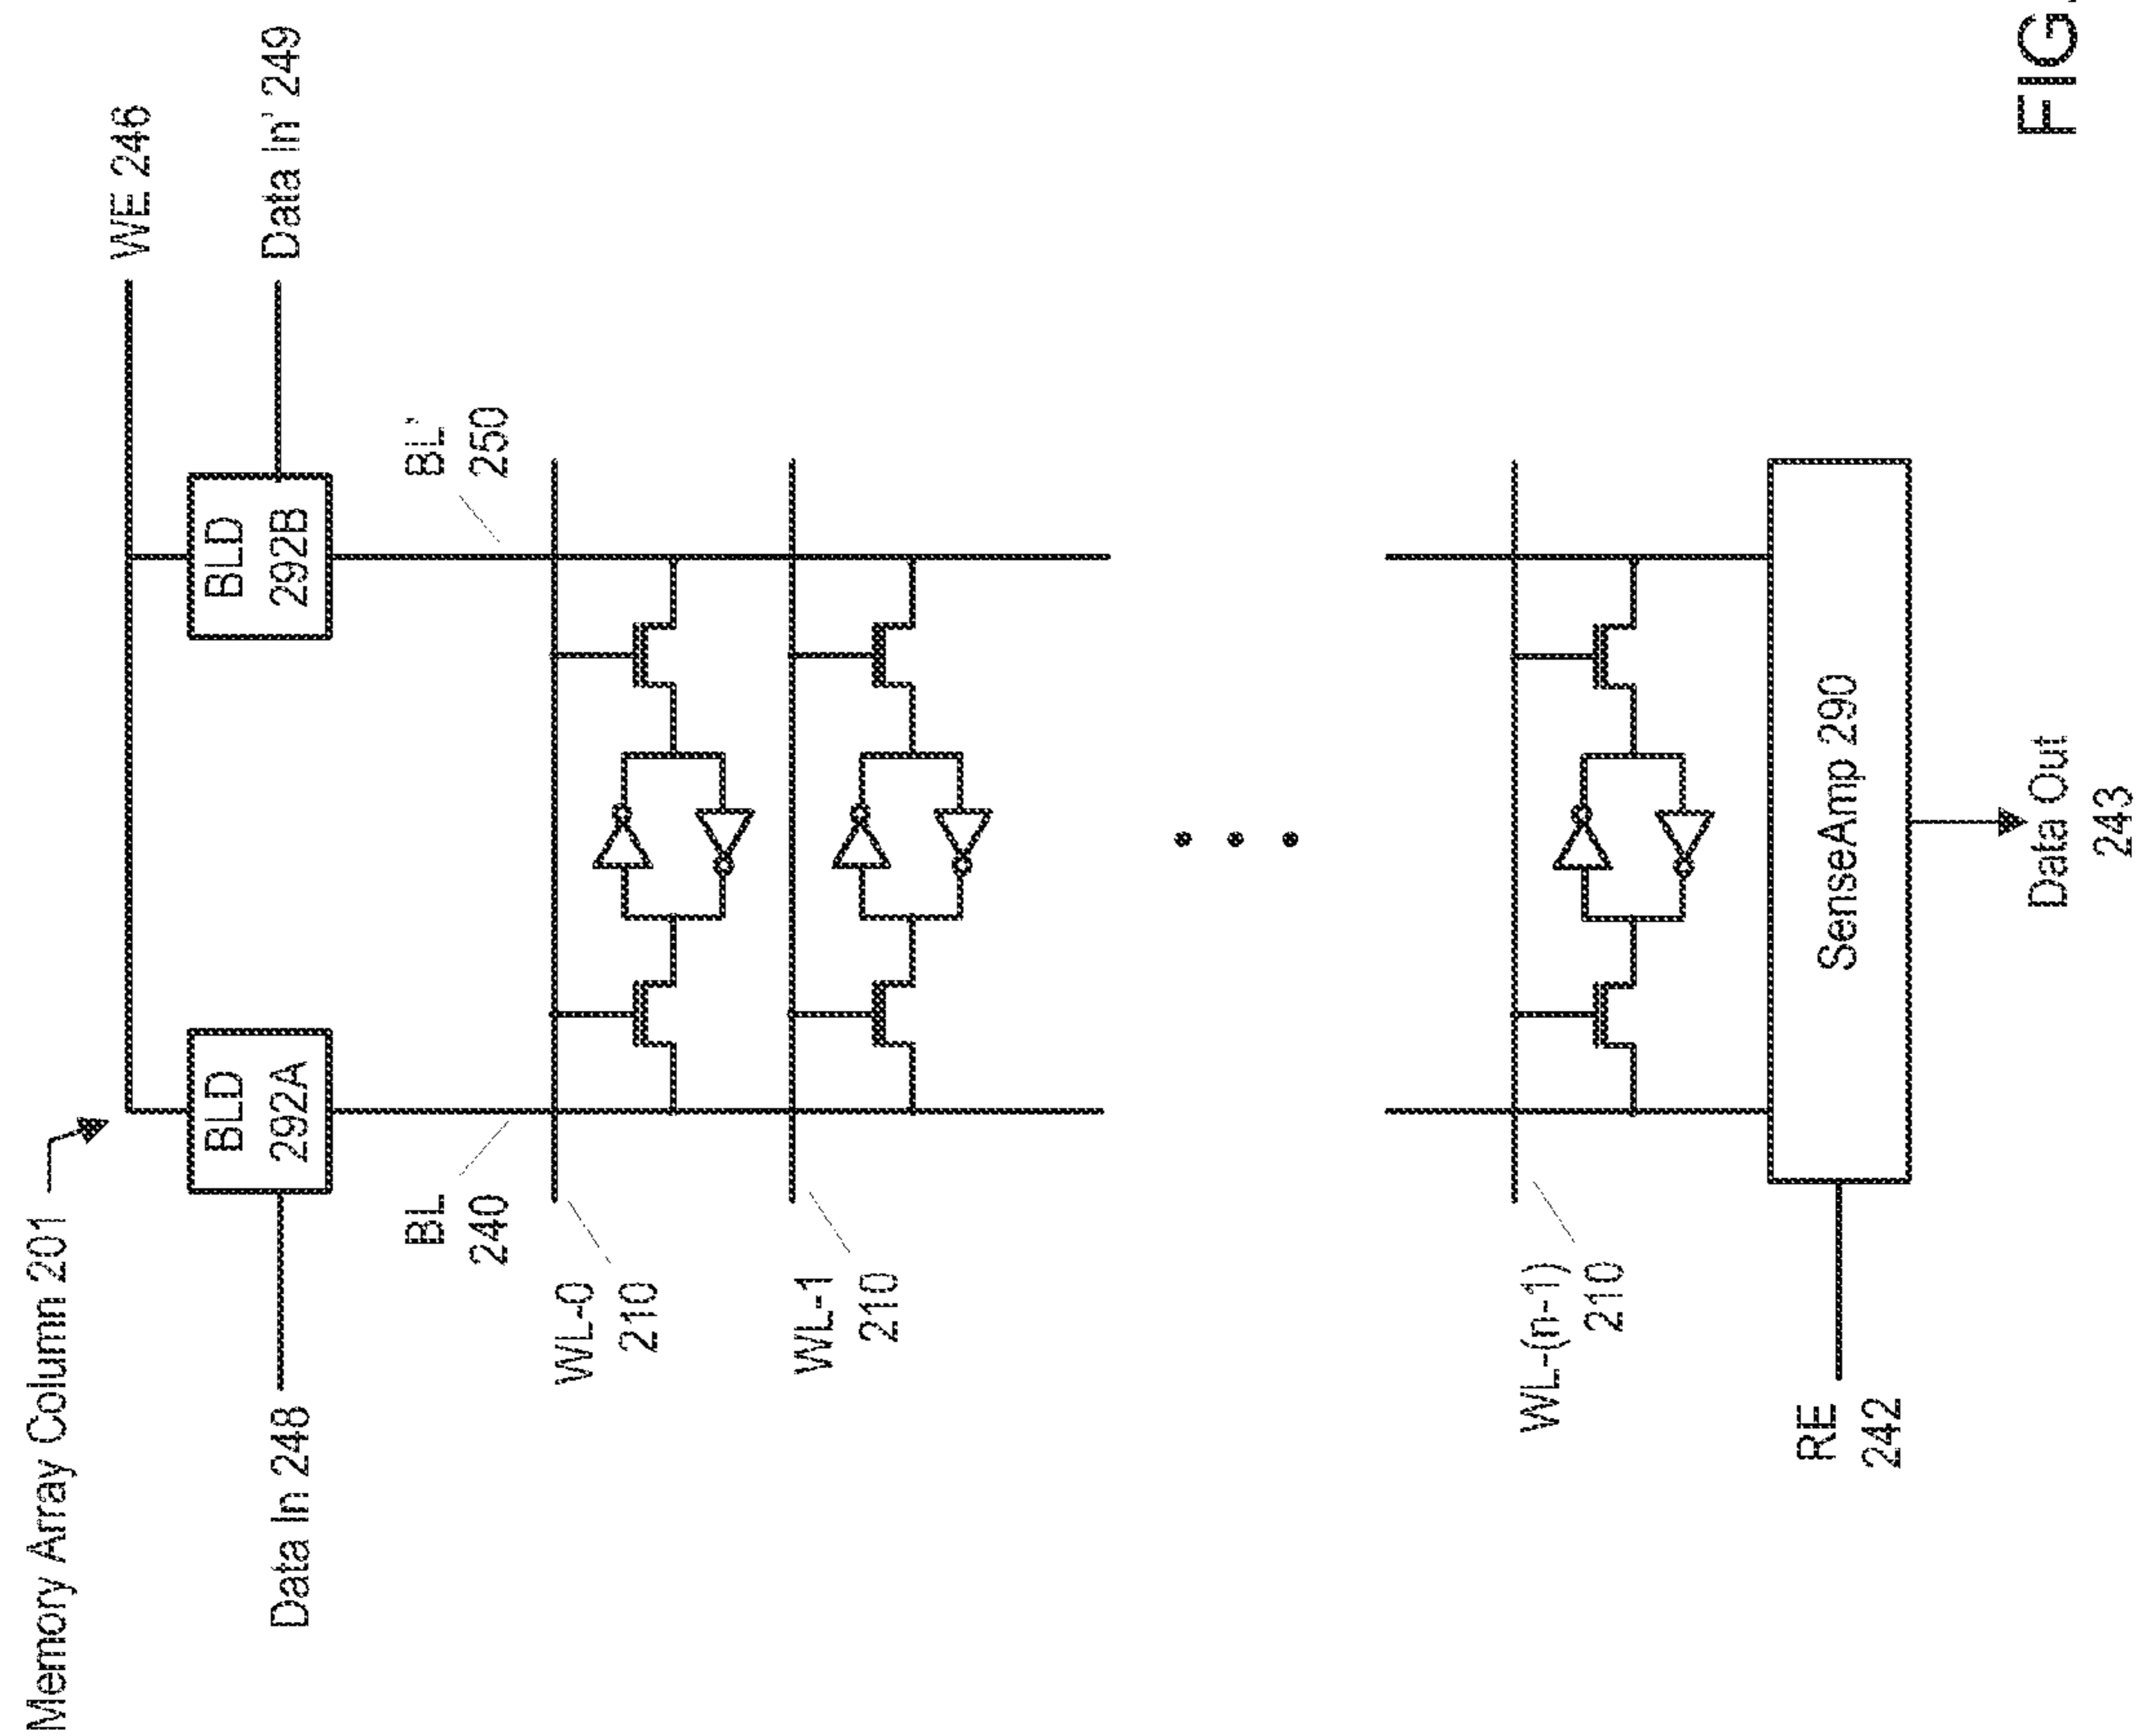 Memory Array Column 201
WE 246
Data In 248
BLD
292A
BLD
292B
Data In' 249
BL
240
BL'
250
WL-0
210
WL-1
210
WL-(n-1)
210
RE
242
SenseAmp 290
Data Out
243
FIG.